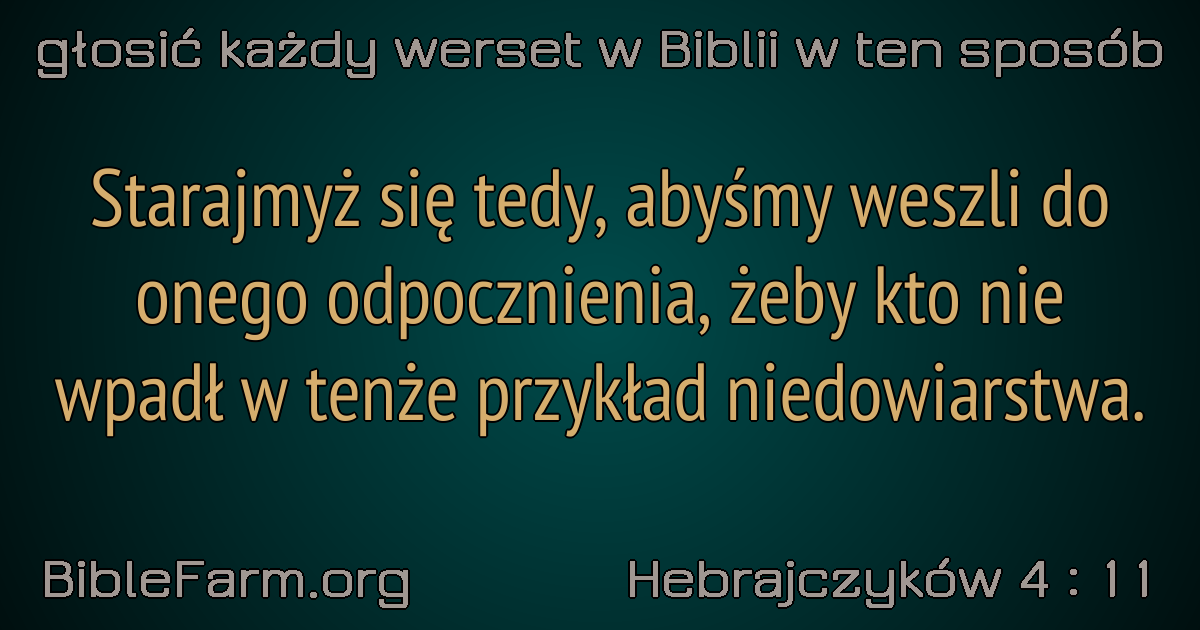 głosić każdy werset w Biblii w ten sposób
Starajmyż się tedy, abyśmy weszli do
onego odpocznienia, żeby kto nie
wpadł w tenże przykład niedowiarstwa.
BibleFarm.org
Hebrajczyków 4 : 11